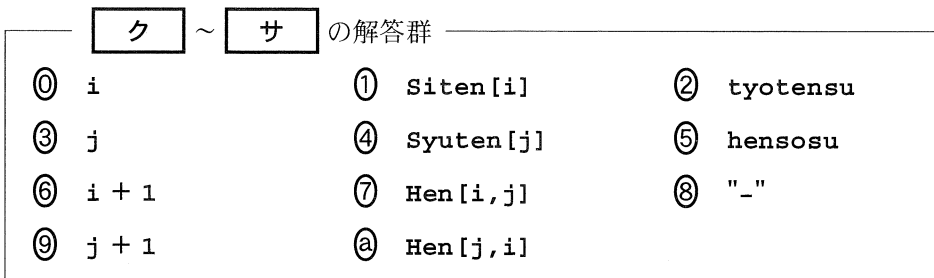 ク ～ サ の解答群
⓪ i ① Siten[i] ② tyotensu
③ j ④ Syuten[j] ⑤ hensosu
⑥ i + 1 ⑦ Hen[i,j] ⑧ "-"
⑨ j + 1 ⓐ Hen[j,i]